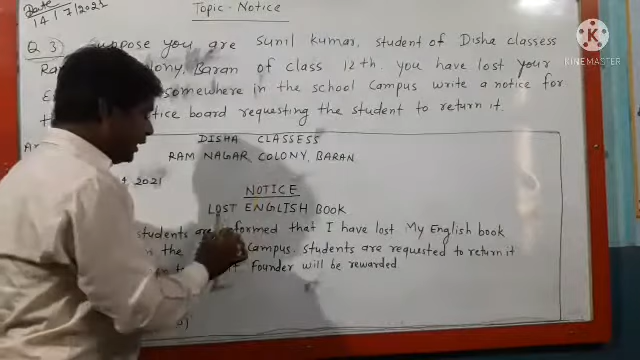 Date
14/7/2021
Topic - Notice
Q 3) Suppose you are Sunil Kumar, student of Disha classess
Colony, Baran of class 12th. you have lost your
somewhere in the school campus write a notice for
notice board requesting the student to return it.
DISHA CLASSESS
RAM NAGAR COLONY, BARAN
2021
NOTICE
LOST ENGLISH BOOK
students are informed that I have lost My English book
in the campus. Students are requested to return it
Founder will be rewarded
KINEMASTER